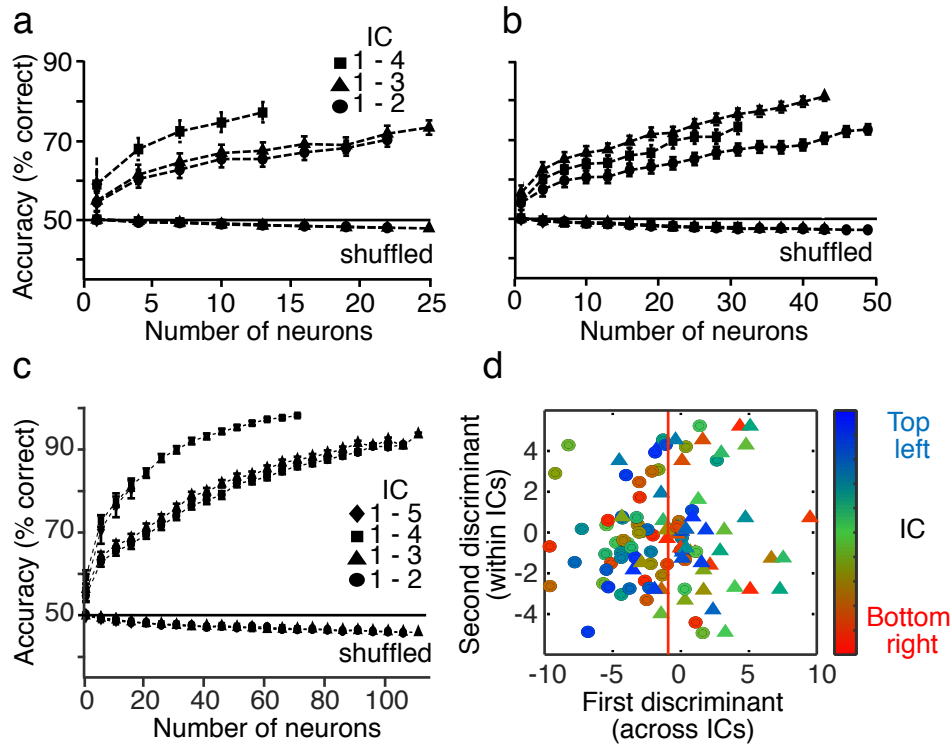 a
IC
1 - 4
1 - 3
1 - 2
90
70
50
Accuracy (% correct)
shuffled
0 5 10 15 20 25
Number of neurons
b
shuffled
0 10 20 30 40 50
Number of neurons
c
90
70
50
Accuracy (% correct)
IC
1 - 5
1 - 4
1 - 3
1 - 2
shuffled
0 20 40 60 80 100
Number of neurons
d
Second discriminant
(within ICs)
4
2
0
-2
-4
-10 -5 0 5 10
First discriminant
(across ICs)
Top
left
IC
Bottom
right